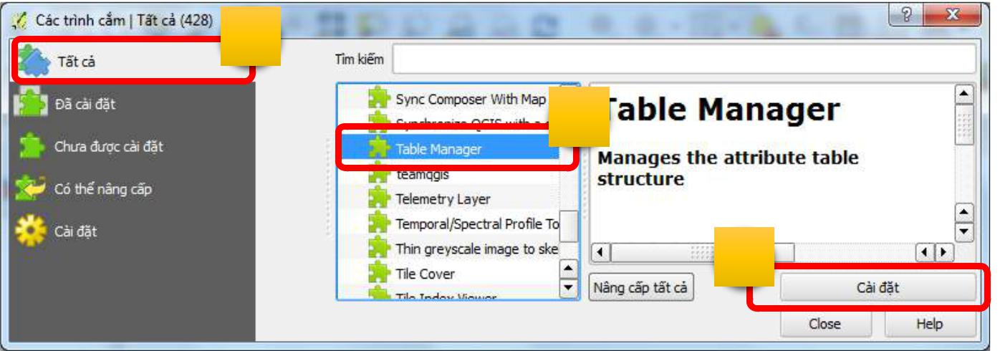 Các trình cắm | Tất cả (428)
Tất cả
Đã cài đặt
Chưa được cài đặt
Có thể nâng cấp
Cài đặt
Tìm kiếm
Sync Composer With Map
Synchronize QGIS with a
Table Manager
teamqgis
Telemetry Layer
Temporal/Spectral Profile To
Thin greyscale image to ske
Tile Cover
Tile Index Viewer
Table Manager
Manages the attribute table
structure
Nâng cấp tất cả
Cài đặt
Close
Help